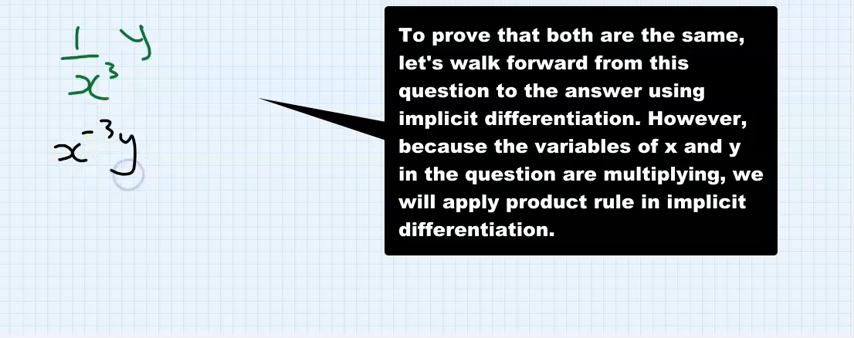 1/x³ y
x⁻³y
To prove that both are the same,
let's walk forward from this
question to the answer using
implicit differentiation. However,
because the variables of x and y
in the question are multiplying, we
will apply product rule in implicit
differentiation.